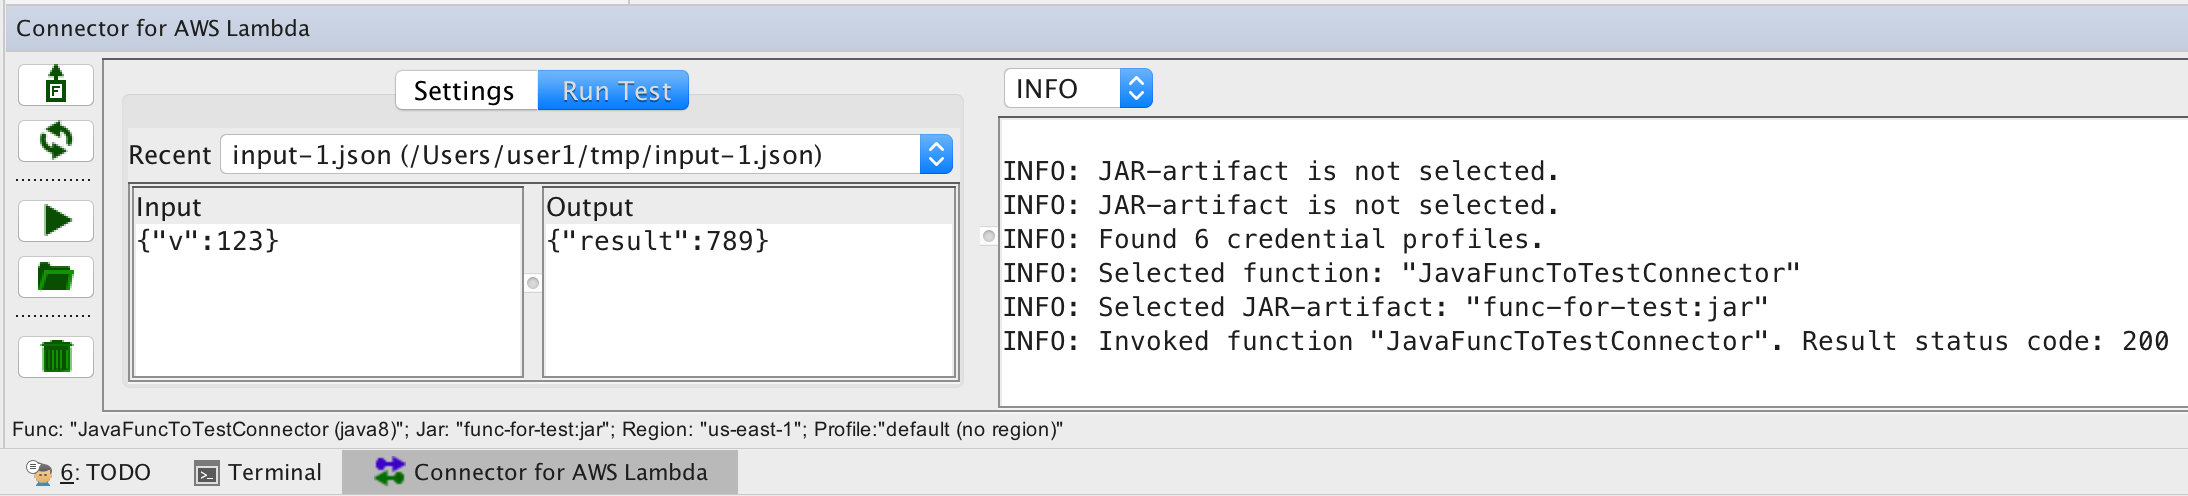 Connector for AWS Lambda
F
Settings
Run Test
Recent
input-1.json (/Users/user1/tmp/input-1.json)
Input
{"v":123}
Output
{"result":789}
INFO
INFO: JAR-artifact is not selected.
INFO: JAR-artifact is not selected.
INFO: Found 6 credential profiles.
INFO: Selected function: "JavaFuncToTestConnector"
INFO: Selected JAR-artifact: "func-for-test:jar"
INFO: Invoked function "JavaFuncToTestConnector". Result status code: 200
Func: "JavaFuncToTestConnector (java8)"; Jar: "func-for-test:jar"; Region: "us-east-1"; Profile:"default (no region)"
6: TODO
Terminal
Connector for AWS Lambda